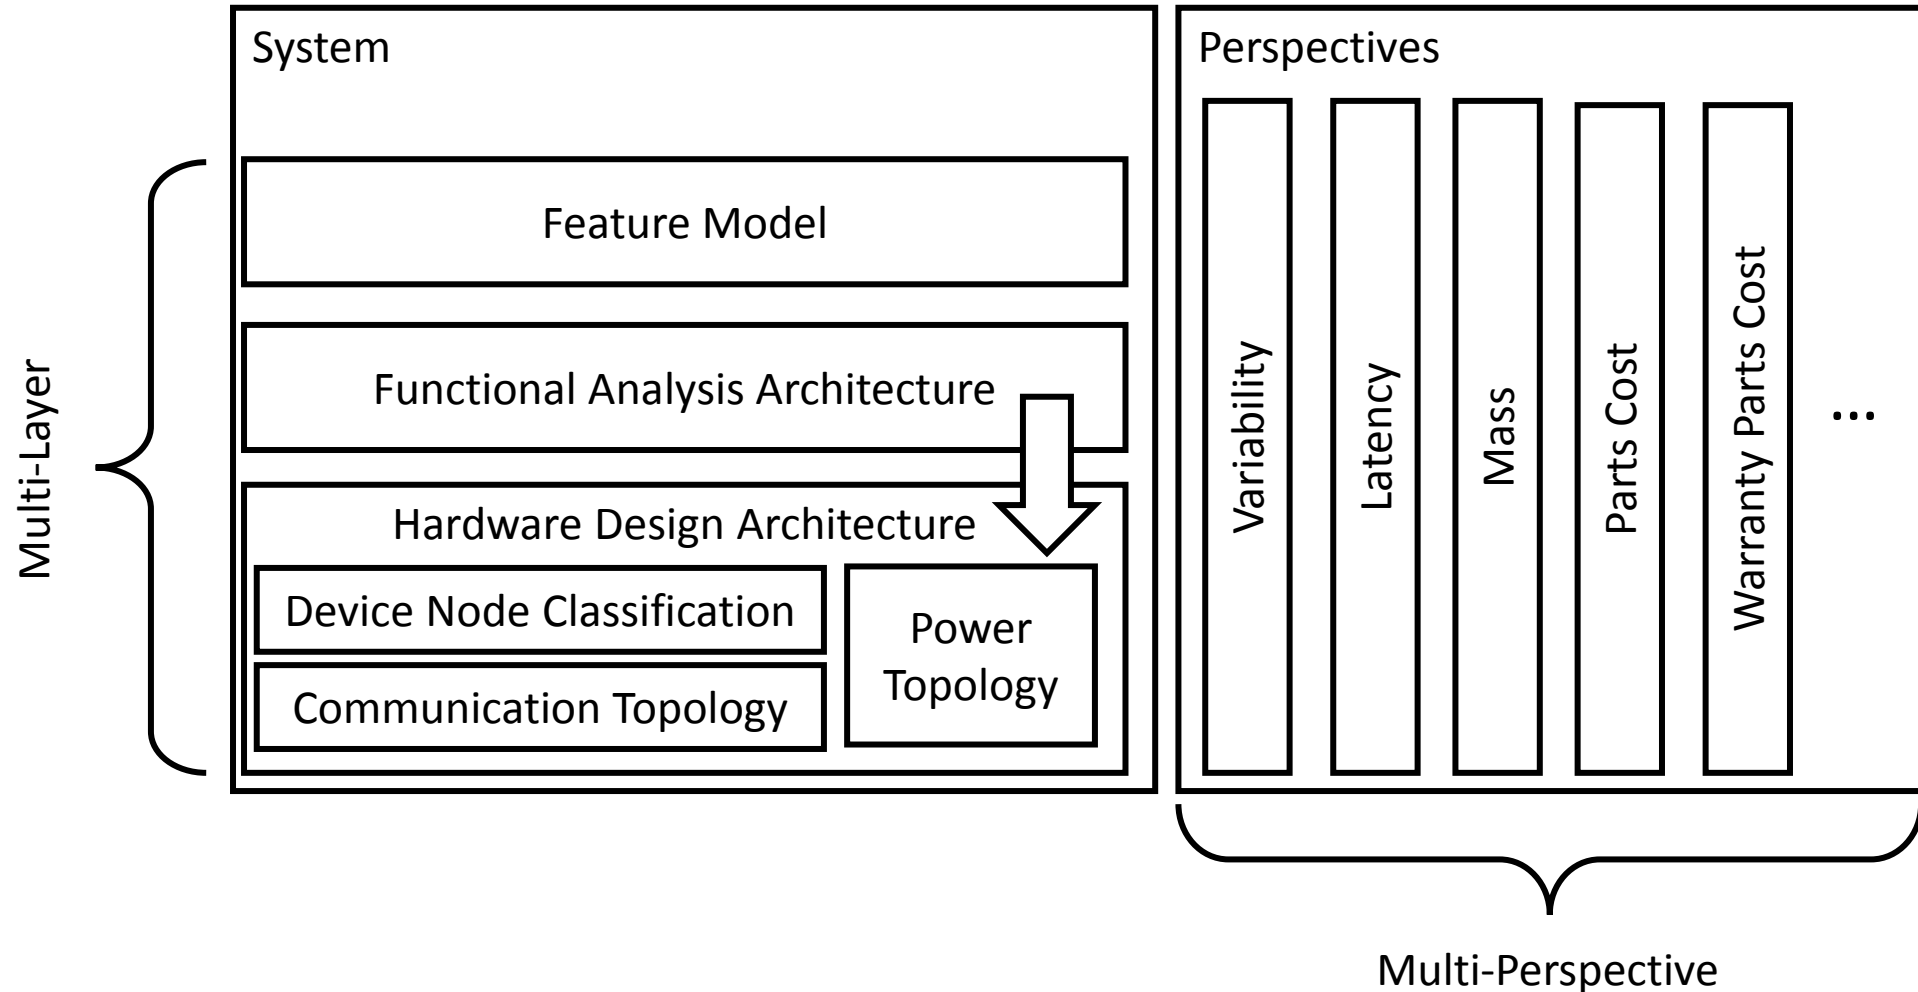 System
Feature Model
Functional Analysis Architecture
Hardware Design Architecture
Device Node Classification
Communication Topology
Power
Topology
Multi-Layer
Perspectives
Variability
Latency
Mass
Parts Cost
Warranty Parts Cost
...
Multi-Perspective